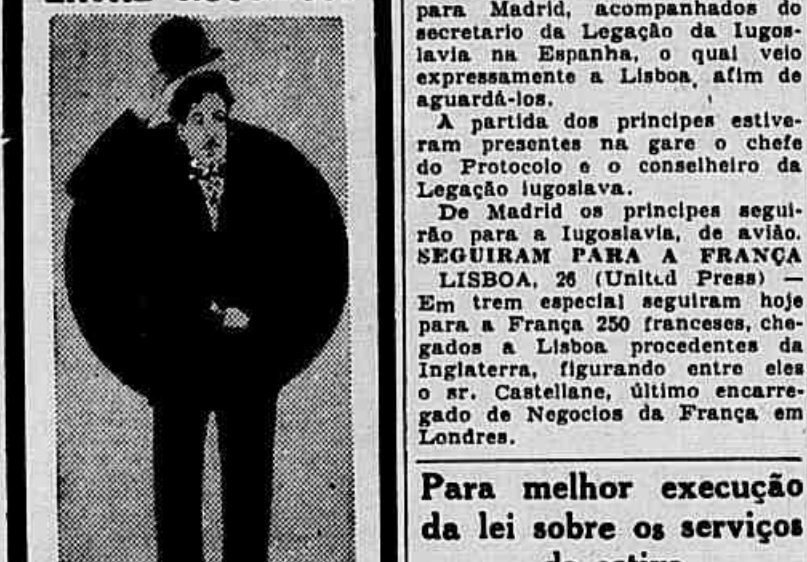 para Madrid, acompanhados do
secretario da Legação da Iugos-
lavia na Espanha, o qual veio
expressamente a Lisboa, afim de
aguardá-los.
A partida dos principes estive-
ram presentes na gare o chefe
do Protocolo e o conselheiro da
Legação iugoslava.
De Madrid os principes segui-
rão para a Iugoslavia, de avião.
SEGUIRAM PARA A FRANÇA
LISBOA, 26 (United Press) —
Em trem especial seguiram hoje
para a França 250 franceses, che-
gados a Lisboa procedentes da
Inglaterra, figurando entre eles
o sr. Castellane, último encarre-
gado de Negocios da França em
Londres.
Para melhor execução
da lei sobre os serviços